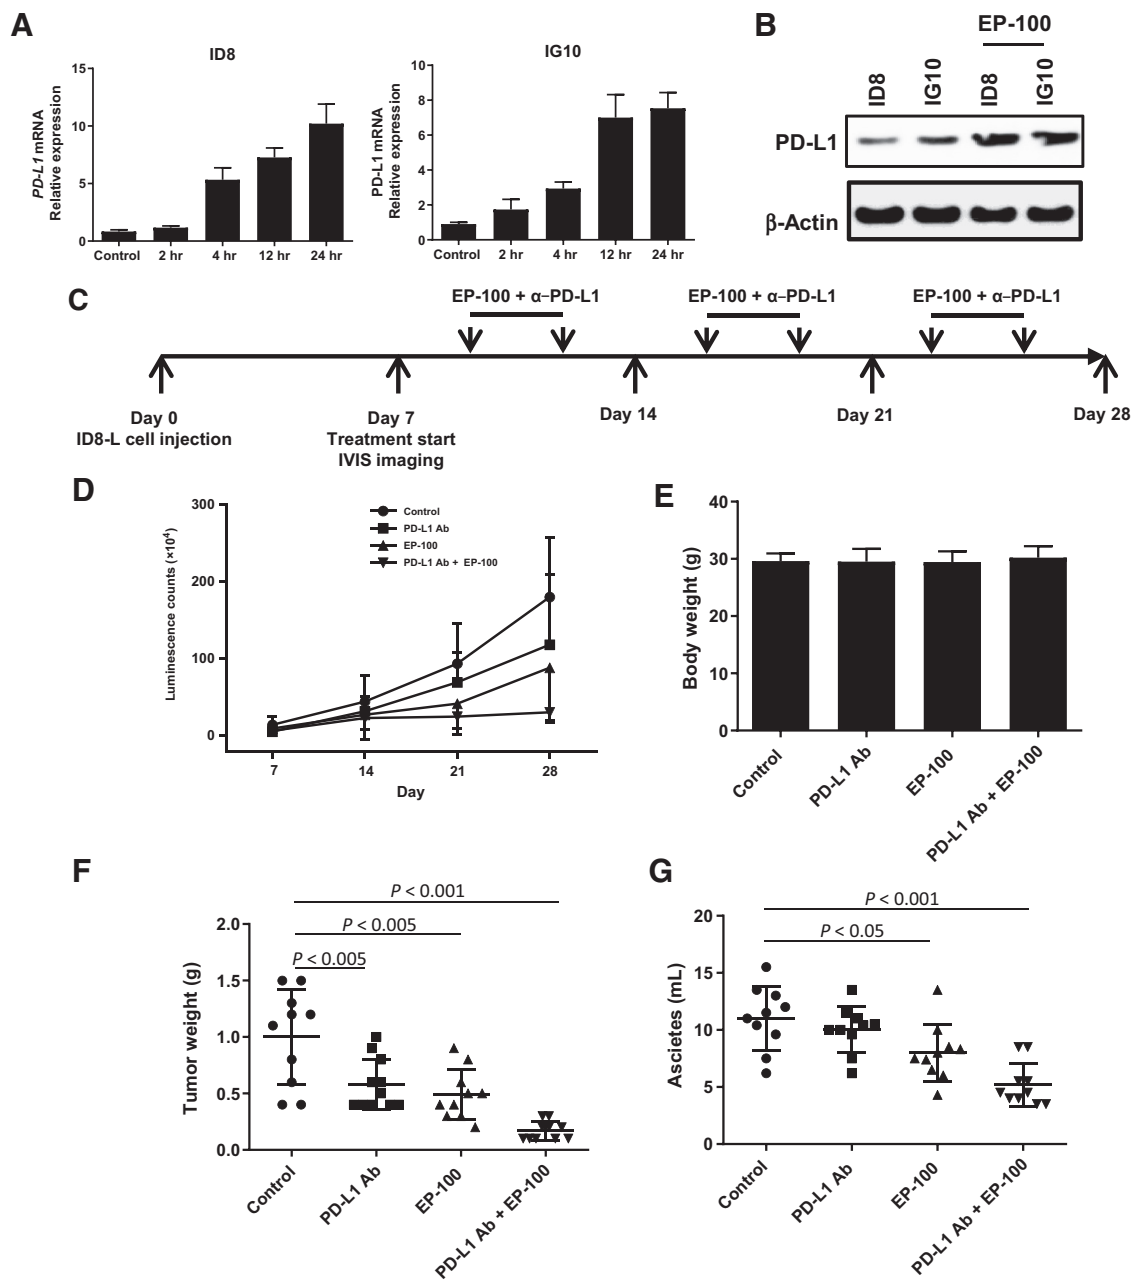 A
ID8
15
10
5
0
PD-L1 mRNA
Relative expression
Control 2 hr 4 hr 12 hr 24 hr
IG10
10
8
6
4
2
0
PD-L1 mRNA
Relative expression
Control 2 hr 4 hr 12 hr 24 hr
B
EP-100
ID8 IG10 ID8 IG10
PD-L1
β-Actin
C
EP-100 + α–PD-L1 EP-100 + α–PD-L1 EP-100 + α–PD-L1
Day 0
ID8-L cell injection
Day 7
Treatment start
IVIS imaging
Day 14
Day 21
Day 28
D
300
200
100
0
Luminescence counts (×10⁴)
Control
PD-L1 Ab
EP-100
PD-L1 Ab + EP-100
7 14 21 28
Day
E
40
30
20
10
0
Body weight (g)
Control
PD-L1 Ab
EP-100
PD-L1 Ab + EP-100
F
P < 0.001
P < 0.005
P < 0.005
2.0
1.5
1.0
0.5
0.0
Tumor weight (g)
Control
PD-L1 Ab
EP-100
PD-L1 Ab + EP-100
G
P < 0.001
P < 0.05
20
15
10
5
0
Ascietes (mL)
Control
PD-L1 Ab
EP-100
PD-L1 Ab + EP-100